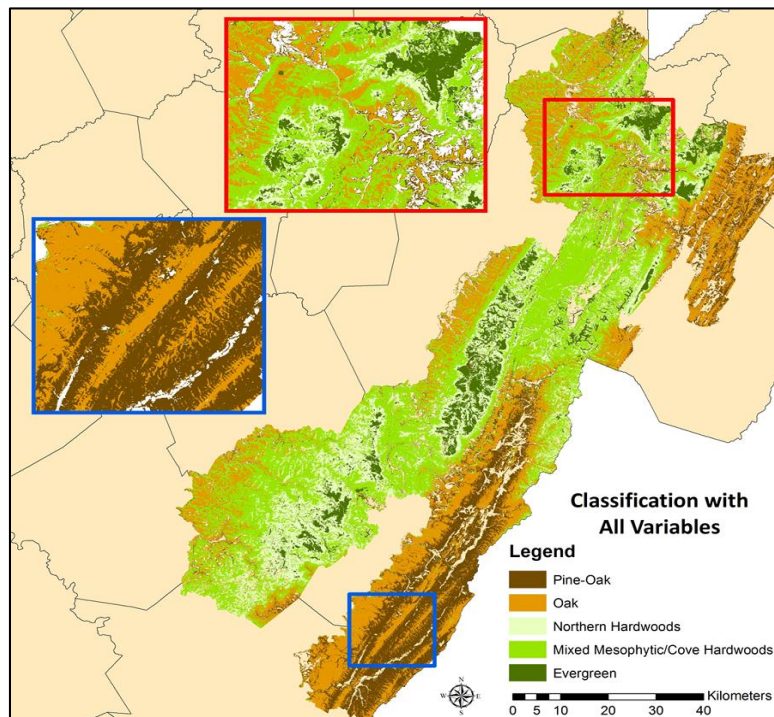 Classification with
All Variables
Legend
Pine-Oak
Oak
Northern Hardwoods
Mixed Mesophytic/Cove Hardwoods
Evergreen
N
W E
S
Kilometers
0 5 10 20 30 40